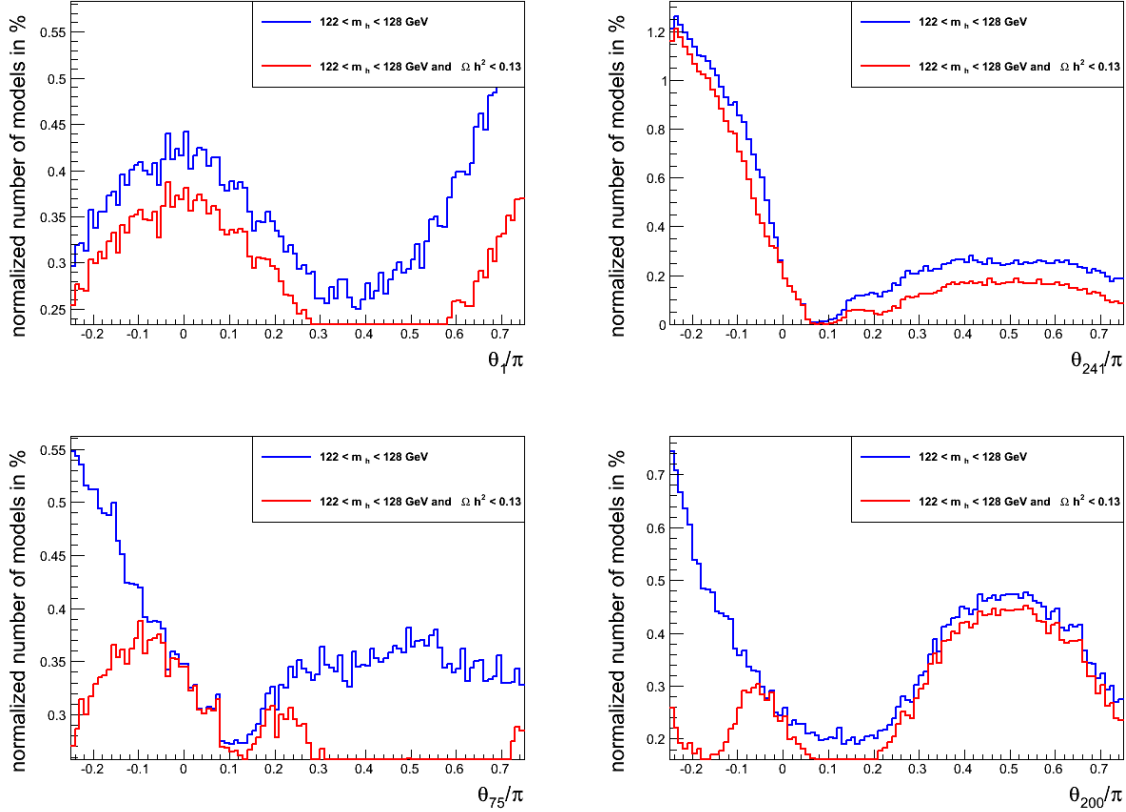 normalized number of models in %
122 < m h < 128 GeV
122 < m h < 128 GeV and Ω h² < 0.13
0.55
0.5
0.45
0.4
0.35
0.3
0.25
-0.2 -0.1 0 0.1 0.2 0.3 0.4 0.5 0.6 0.7
θ₁/π
normalized number of models in %
122 < m h < 128 GeV
122 < m h < 128 GeV and Ω h² < 0.13
1.2
1
0.8
0.6
0.4
0.2
0
-0.2 -0.1 0 0.1 0.2 0.3 0.4 0.5 0.6 0.7
θ₂₄₁/π
normalized number of models in %
122 < m h < 128 GeV
122 < m h < 128 GeV and Ω h² < 0.13
0.55
0.5
0.45
0.4
0.35
0.3
-0.2 -0.1 0 0.1 0.2 0.3 0.4 0.5 0.6 0.7
θ₇₅/π
normalized number of models in %
122 < m h < 128 GeV
122 < m h < 128 GeV and Ω h² < 0.13
0.7
0.6
0.5
0.4
0.3
0.2
-0.2 -0.1 0 0.1 0.2 0.3 0.4 0.5 0.6 0.7
θ₂₀₀/π